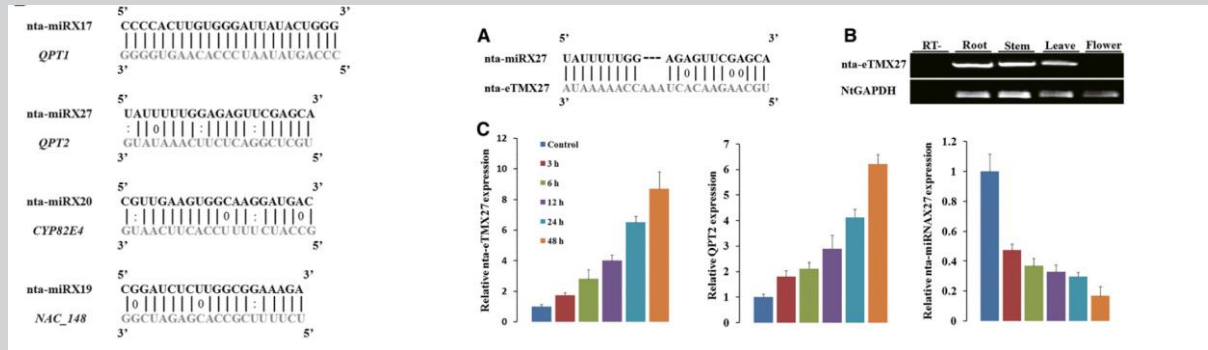 5’ 3’
nta-miRX17 CCCCACUUGUGGGAUUAUACUGGG
QPT1 GGGGUGAACACCCUAAUAUGACCC
3’ 5’
5’ 3’
nta-miRX27 UAUUUUUGGAGAGUUCGAGCA
QPT2 GUAUAAACUUCUCAGGCUCGU
3’ 5’
5’ 3’
nta-miRX20 CGUUGAAGUGGCAAGGAUGAC
CYP82E4 GUAACUUCACCUUUUCUACCG
3’ 5’
5’ 3’
nta-miRX19 CGGAUCUCUUGGCGGAAAGA
NAC_148 GGCUAGAGCACCGCUUUUCU
3’ 5’
A
5’ 3’
nta-miRX27 UAUUUUUGG---AGAGUUCGAGCA
nta-eTMX27 AUAAAAACCAAAUCACAAGAACGU
3’ 5’
B
RT- Root Stem Leave Flower
nta-eTMX27
NtGAPDH
C
Relative nta-eTMX27 expression
12
10
8
6
4
2
0
Control
3 h
6 h
12 h
24 h
48 h
Relative QPT2 expression
7
6
5
4
3
2
1
0
Relative nta-miRNAX27 expression
1.2
1
0.8
0.6
0.4
0.2
0